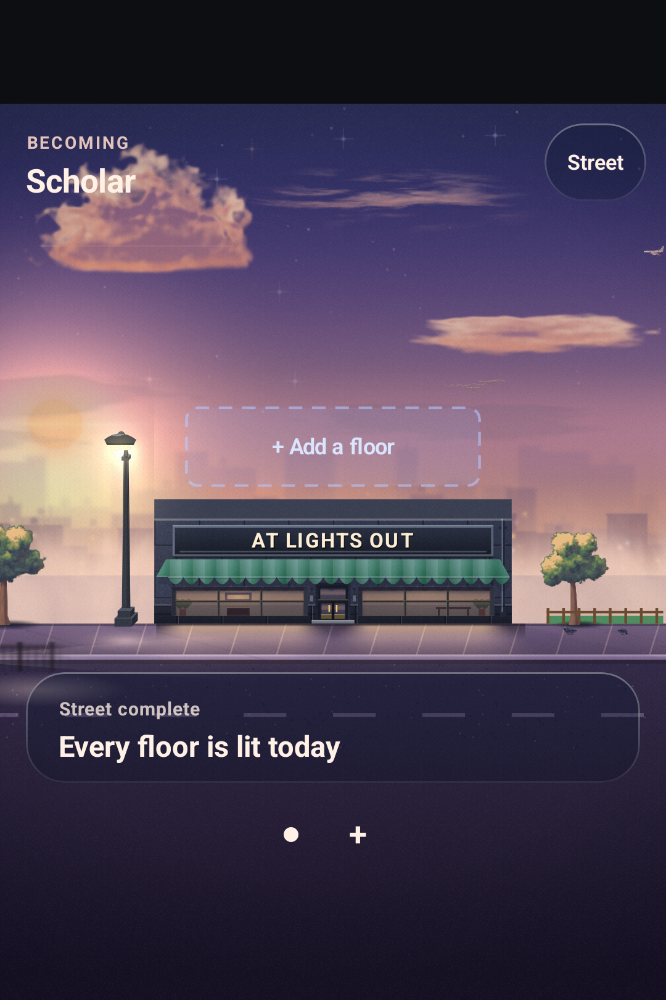 BECOMING
Scholar
Street
+ Add a floor
AT LIGHTS OUT
Street complete
Every floor is lit today
+